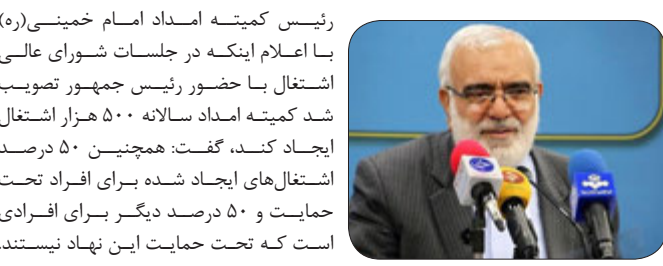 رئیس کمیته امداد امام خمینی(ره)
با اعلام اینکه در جلسات شورای عالی
اشتغال با حضور رئیس جمهور تصویب
شد کمیته امداد سالانه ۵۰۰ هزار اشتغال
ایجاد کند، گفت: همچنین ۵۰ درصد
اشتغال‌های ایجاد شده برای افراد تحت
حمایت و ۵۰ درصد دیگر برای افرادی
است که تحت حمایت این نهاد نیستند.